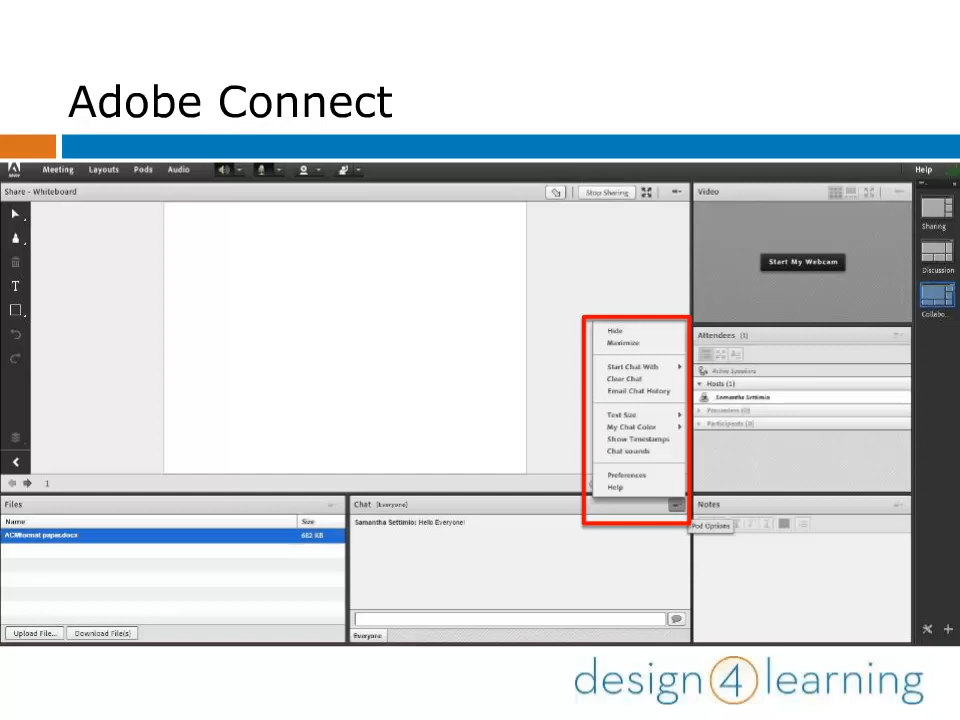 Adobe Connect
Adobe
Meeting Layouts Pods Audio Help
Share - Whiteboard Stop Sharing Video
Start My Webcam
Sharing
Discussion
Collabo...
T
Hide
Maximize
Start Chat With
Clear Chat
Email Chat History
Text Size
My Chat Color
Show Timestamps
Chat sounds
Preferences
Help
Attendees (1)
Active Speakers
Hosts (1)
Samantha Settimio
Presenters (0)
Participants (0)
1
Files
Name Size
ACMformat paper.docx 682 KB
Upload File... Download File(s)
Chat (Everyone)
Samantha Settimio: Hello Everyone!
Everyone
Notes
Pod Options
design 4 learning